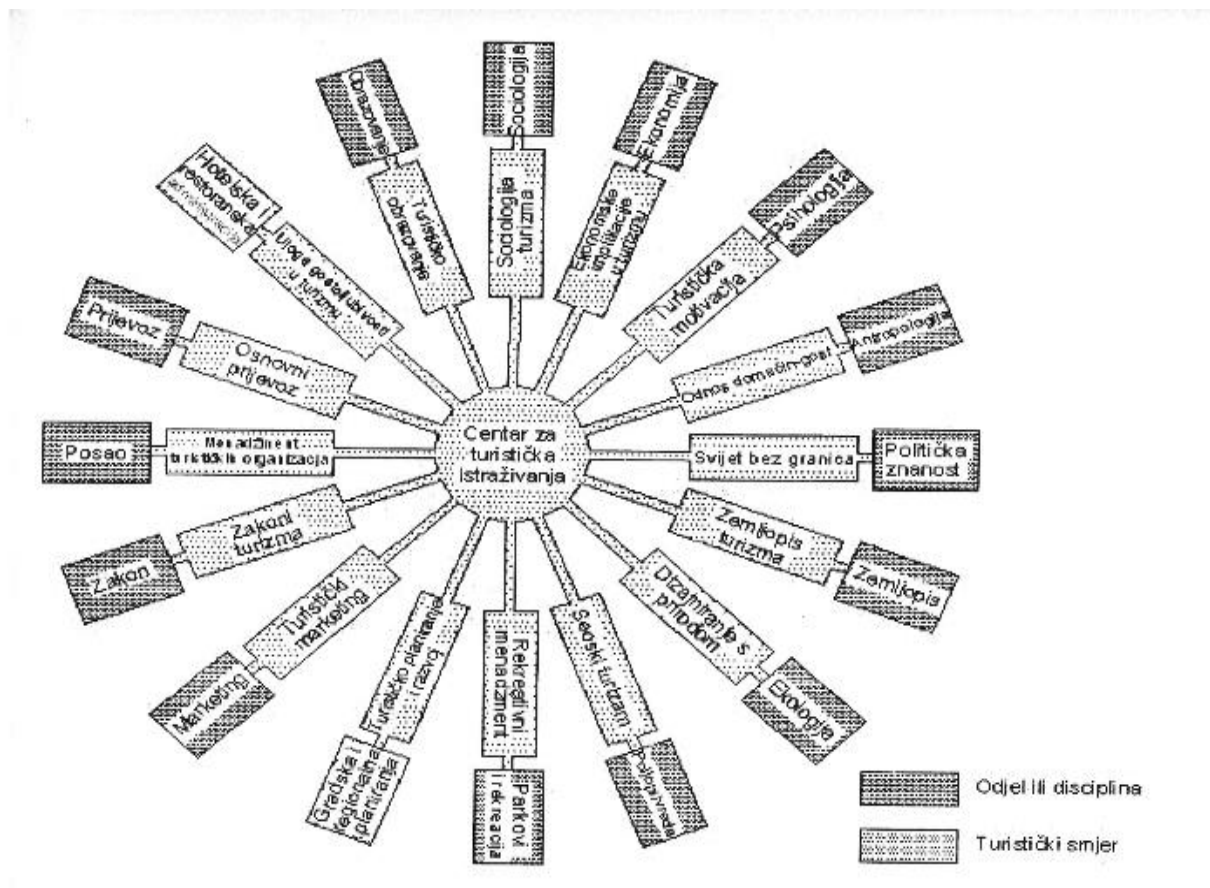 Sociologija
Sociologija
turizma
Ekonomija
Ekonomske
implikacije
u turizmu
Psihologija
Turistička
motivacija
Antropologija
Odnos domaćin-gost
Politička
znanost
Svijet bez granica
Zemljopis
Zemljopis
turizma
Ekologija
Dizajniranje s
prirodom
Poljoprivreda
Seoski turizam
Parkovi
i rekreacija
Rekreativni
menadžment
Gradska i
regionalna
planiranja
Turističko planiranje
i razvoj
Marketing
Turistički
marketing
Zakon
Zakoni
turizma
Posao
Menadžment
turističkih organizacija
Prijevoz
Osnovni
prijevoz
Hotelska i
restoranska
administracija
Uloga gostoljubivosti
u turizmu
Obrazovanje
Turističko
obrazovanje
Centar za
turistička
istraživanja
Odjel ili disciplina
Turistički smjer